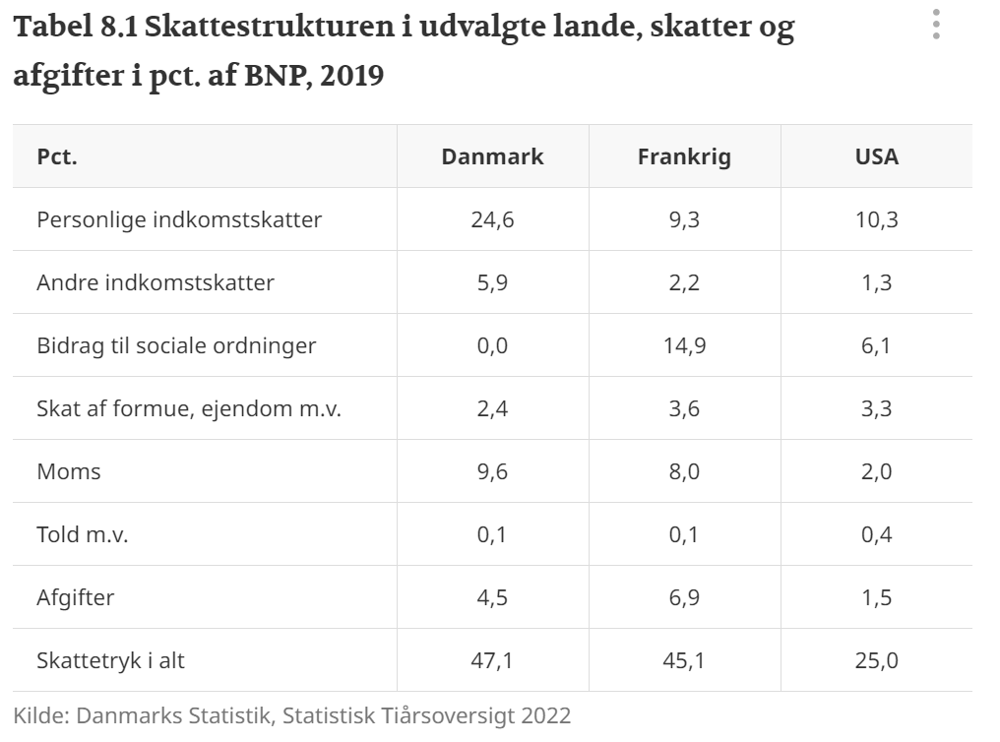 Tabel 8.1 Skattestrukturen i udvalgte lande, skatter og
afgifter i pct. af BNP, 2019
Pct. Danmark Frankrig USA
Personlige indkomstskatter 24,6 9,3 10,3
Andre indkomstskatter 5,9 2,2 1,3
Bidrag til sociale ordninger 0,0 14,9 6,1
Skat af formue, ejendom m.v. 2,4 3,6 3,3
Moms 9,6 8,0 2,0
Told m.v. 0,1 0,1 0,4
Afgifter 4,5 6,9 1,5
Skattetryk i alt 47,1 45,1 25,0
Kilde: Danmarks Statistik, Statistisk Tiårsoversigt 2022